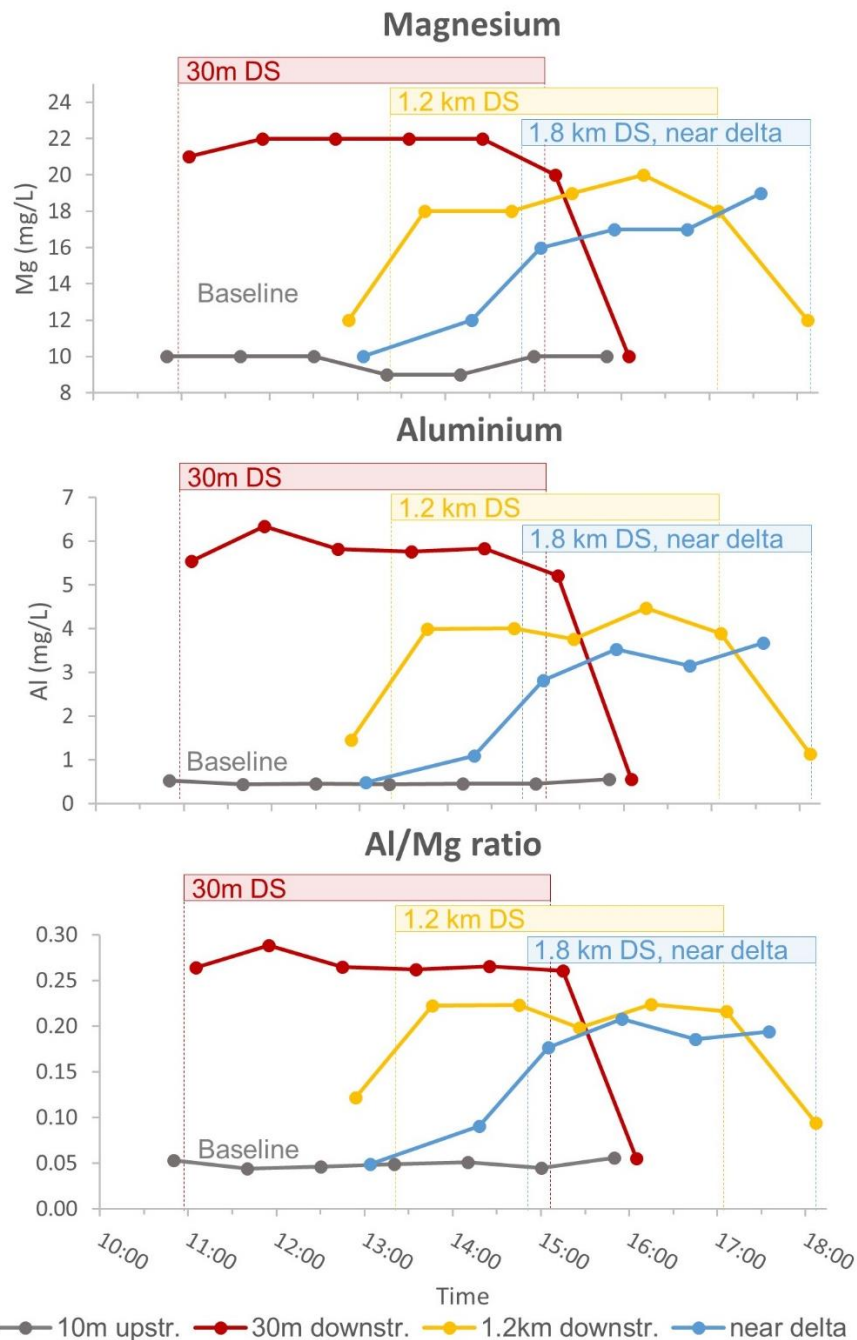 Magnesium
30m DS
1.2 km DS
1.8 km DS, near delta
Mg (mg/L)
24
22
20
18
16
14
12
10
8
Baseline
Aluminium
30m DS
1.2 km DS
1.8 km DS, near delta
Al (mg/L)
7
6
5
4
3
2
1
0
Baseline
Al/Mg ratio
30m DS
1.2 km DS
1.8 km DS, near delta
0.30
0.25
0.20
0.15
0.10
0.05
0.00
Baseline
10:00 11:00 12:00 13:00 14:00 15:00 16:00 17:00 18:00
Time
10m upstr. 30m downstr. 1.2km downstr. near delta